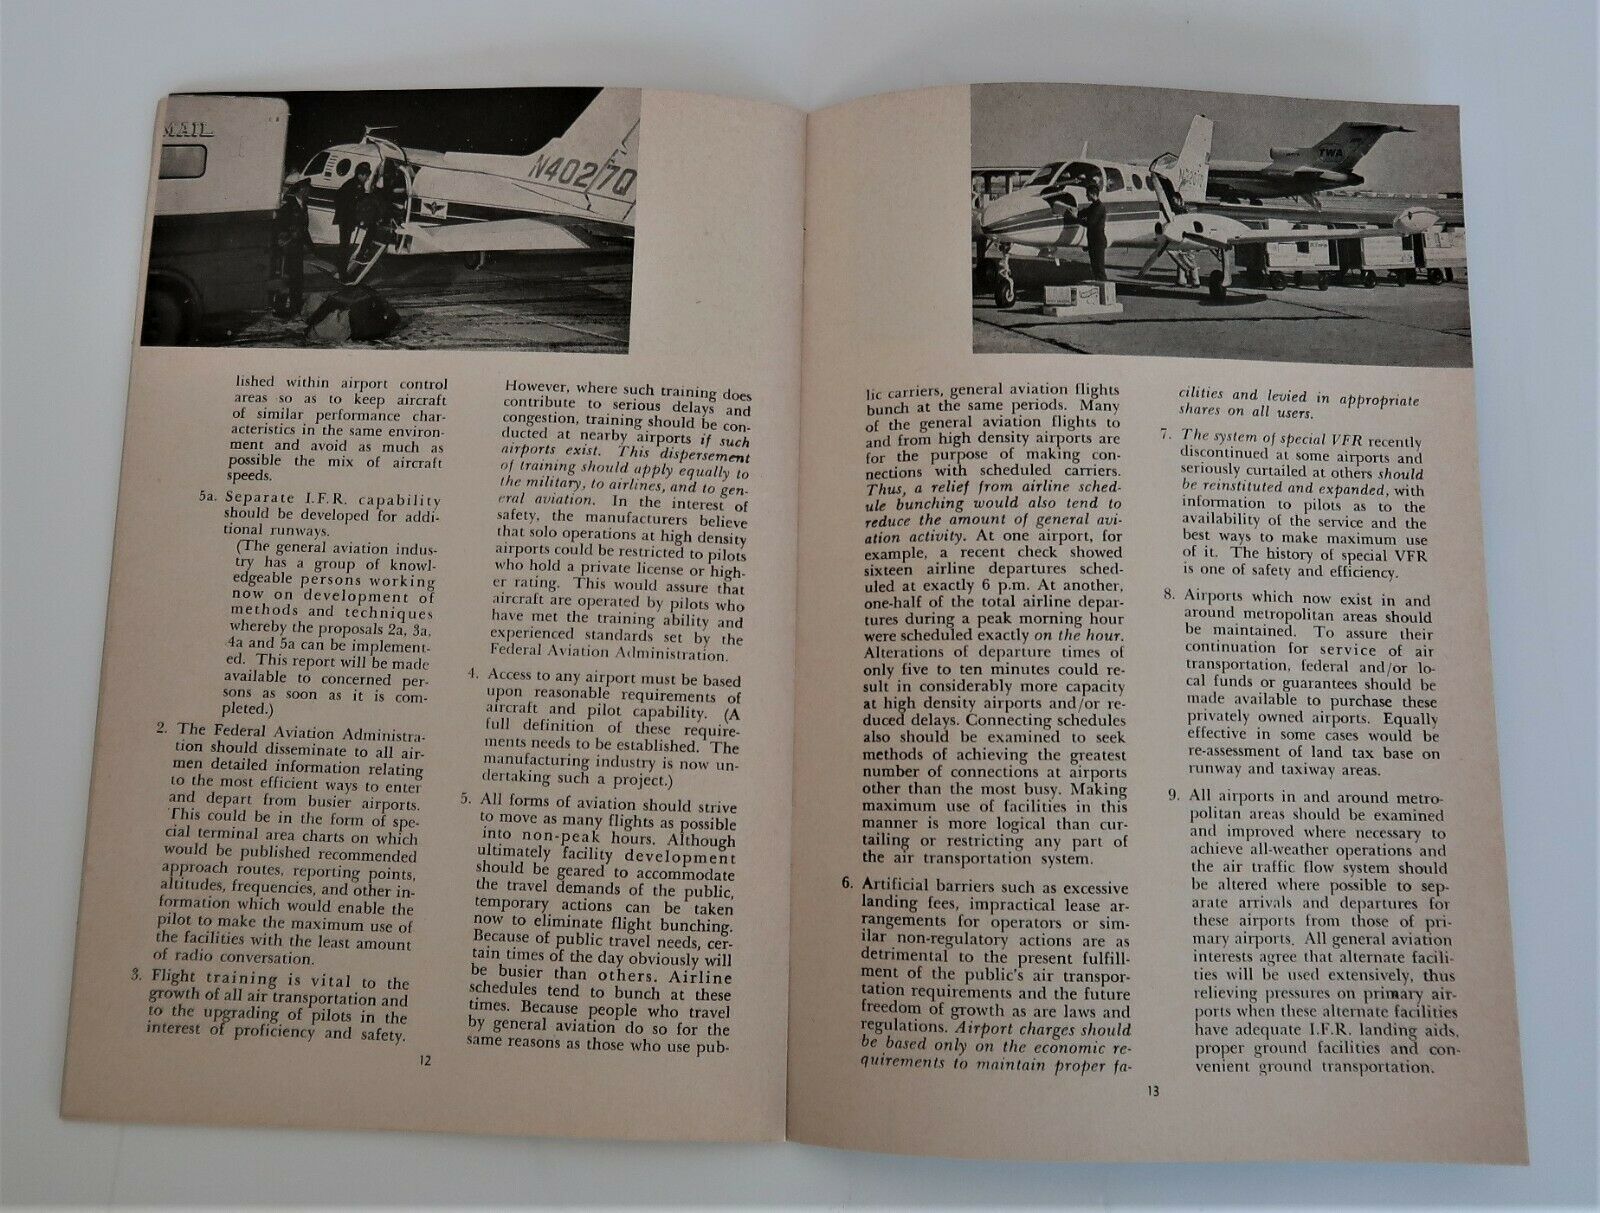 MAIL
N402
7Q
TWA
lished within airport control
areas so as to keep aircraft
of similar performance char-
acteristics in the same environ-
ment and avoid as much as
possible the mix of aircraft
speeds.
5a. Separate I.F.R. capability
should be developed for addi-
tional runways.
(The general aviation indus-
try has a group of knowl-
edgeable persons working
now on development of
methods and techniques
whereby the proposals 2a, 3a,
4a and 5a can be implement-
ed. This report will be made
available to concerned per-
sons as soon as it is com-
pleted.)
2. The Federal Aviation Administra-
tion should disseminate to all air-
men detailed information relating
to the most efficient ways to enter
and depart from busier airports.
This could be in the form of spe-
cial terminal area charts on which
would be published recommended
approach routes, reporting points,
altitudes, frequencies, and other in-
formation which would enable the
pilot to make the maximum use of
the facilities with the least amount
of radio conversation.
3. Flight training is vital to the
growth of all air transportation and
to the upgrading of pilots in the
interest of proficiency and safety.
However, where such training does
contribute to serious delays and
congestion, training should be con-
ducted at nearby airports if such
airports exist. This dispersement
of training should apply equally to
the military, to airlines, and to gen-
eral aviation. In the interest of
safety, the manufacturers believe
that solo operations at high density
airports could be restricted to pilots
who hold a private license or high-
er rating. This would assure that
aircraft are operated by pilots who
have met the training ability and
experienced standards set by the
Federal Aviation Administration.
4. Access to any airport must be based
upon reasonable requirements of
aircraft and pilot capability. (A
full definition of these require-
ments needs to be established. The
manufacturing industry is now un-
dertaking such a project.)
5. All forms of aviation should strive
to move as many flights as possible
into non-peak hours. Although
ultimately facility development
should be geared to accommodate
the travel demands of the public,
temporary actions can be taken
now to eliminate flight bunching.
Because of public travel needs, cer-
tain times of the day obviously will
be busier than others. Airline
schedules tend to bunch at these
times. Because people who travel
by general aviation do so for the
same reasons as those who use pub-
12
lic carriers, general aviation flights
bunch at the same periods. Many
of the general aviation flights to
and from high density airports are
for the purpose of making con-
nections with scheduled carriers.
Thus, a relief from airline sched-
ule bunching would also tend to
reduce the amount of general avi-
ation activity. At one airport, for
example, a recent check showed
sixteen airline departures sched-
uled at exactly 6 p.m. At another,
one-half of the total airline depar-
tures during a peak morning hour
were scheduled exactly on the hour.
Alterations of departure times of
only five to ten minutes could re-
sult in considerably more capacity
at high density airports and/or re-
duced delays. Connecting schedules
also should be examined to seek
methods of achieving the greatest
number of connections at airports
other than the most busy. Making
maximum use of facilities in this
manner is more logical than cur-
tailing or restricting any part of
the air transportation system.
6. Artificial barriers such as excessive
landing fees, impractical lease ar-
rangements for operators or sim-
ilar non-regulatory actions are as
detrimental to the present fulfill-
ment of the public's air transpor-
tation requirements and the future
freedom of growth as are laws and
regulations. Airport charges should
be based only on the economic re-
quirements to maintain proper fa-
cilities and levied in appropriate
shares on all users.
7. The system of special VFR recently
discontinued at some airports and
seriously curtailed at others should
be reinstituted and expanded, with
information to pilots as to the
availability of the service and the
best ways to make maximum use
of it. The history of special VFR
is one of safety and efficiency.
8. Airports which now exist in and
around metropolitan areas should
be maintained. To assure their
continuation for service of air
transportation, federal and/or lo-
cal funds or guarantees should be
made available to purchase these
privately owned airports. Equally
effective in some cases would be
re-assessment of land tax base on
runway and taxiway areas.
9. All airports in and around metro-
politan areas should be examined
and improved where necessary to
achieve all-weather operations and
the air traffic flow system should
be altered where possible to sep-
arate arrivals and departures for
these airports from those of pri-
mary airports. All general aviation
interests agree that alternate facili-
ties will be used extensively, thus
relieving pressures on primary air-
ports when these alternate facilities
have adequate I.F.R. landing aids,
proper ground facilities and con-
venient ground transportation.
13